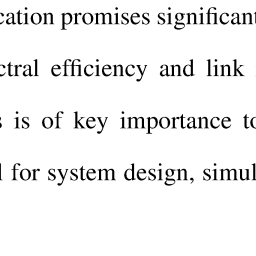 cation promises significant
ctral efficiency and link
s is of key importance to
l for system design, simul